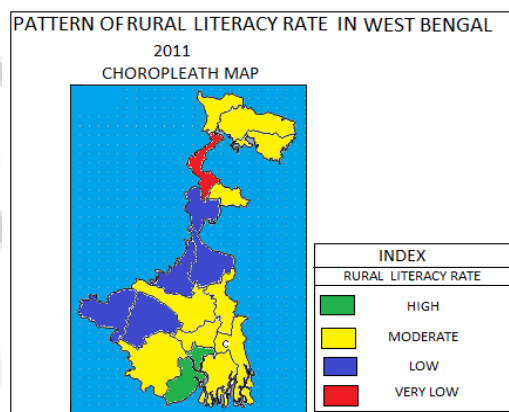 PATTERN OF RURAL LITERACY RATE IN WEST BENGAL
2011
CHOROPLEATH MAP
INDEX
RURAL LITERACY RATE
HIGH
MODERATE
LOW
VERY LOW